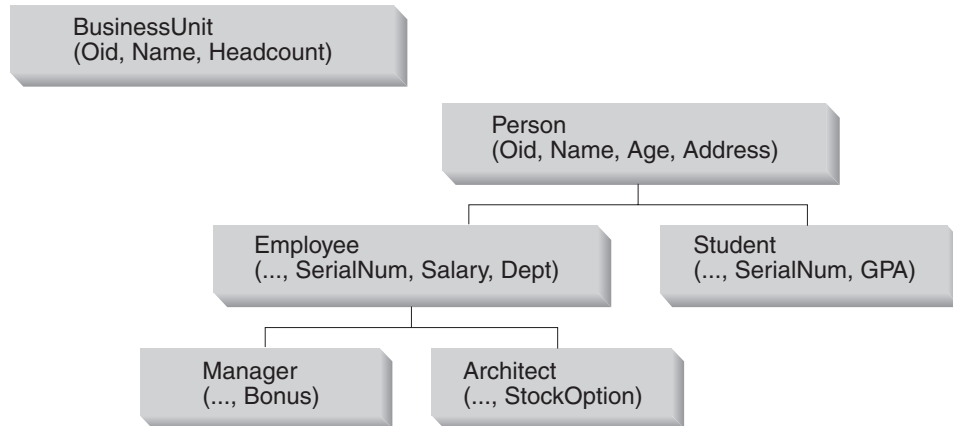 BusinessUnit
(Oid, Name, Headcount)
Person
(Oid, Name, Age, Address)
Employee
(..., SerialNum, Salary, Dept)
Student
(..., SerialNum, GPA)
Manager
(..., Bonus)
Architect
(..., StockOption)